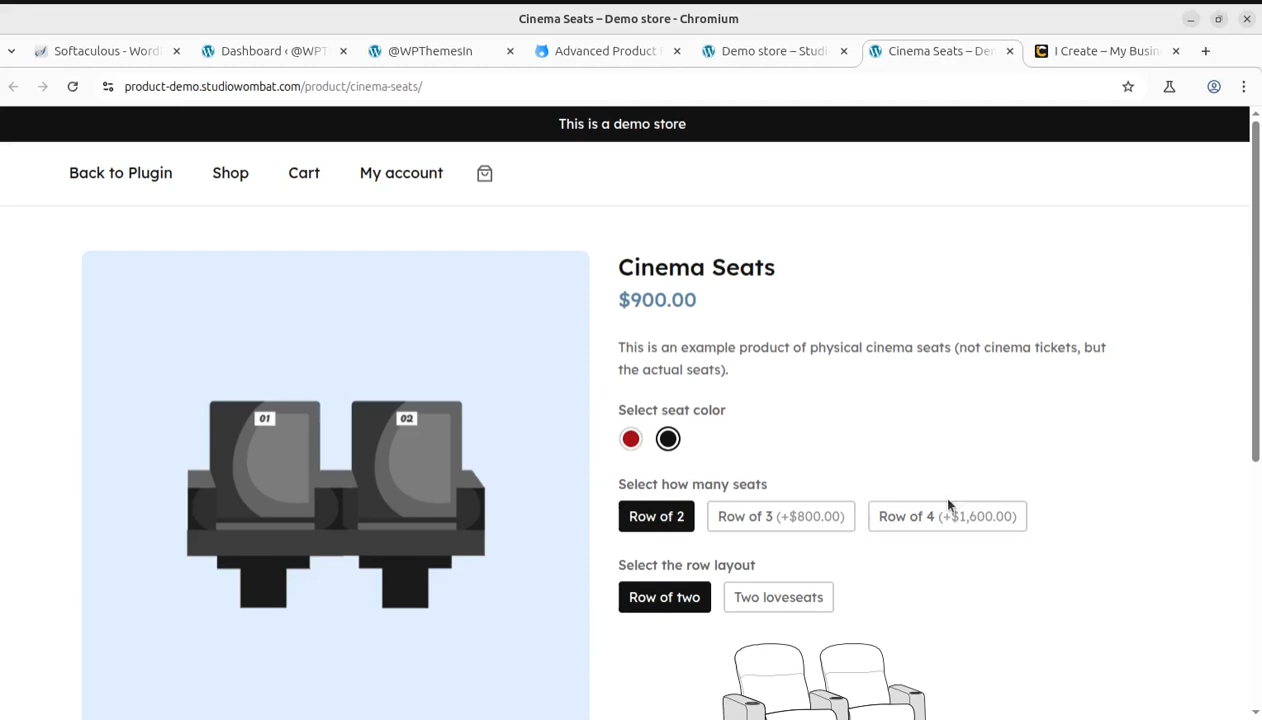 Cinema Seats – Demo store - Chromium
Softaculous - Word
Dashboard ‹ @WPT
@WPThemesIn
Advanced Product
Demo store – Studi
Cinema Seats – De
I Create – My Busin
product-demo.studiowombat.com/product/cinema-seats/
This is a demo store
Back to Plugin Shop Cart My account
Cinema Seats
$900.00
This is an example product of physical cinema seats (not cinema tickets, but
the actual seats).
Select seat color
01 02
Select how many seats
Row of 2 Row of 3 (+$800.00) Row of 4 (+$1,600.00)
Select the row layout
Row of two Two loveseats